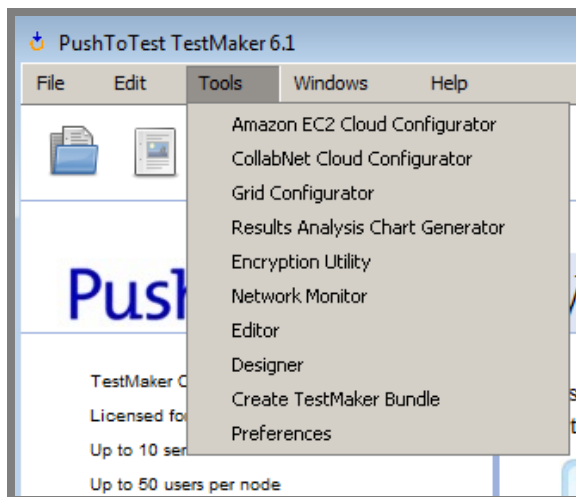 PushToTest TestMaker 6.1
File Edit Tools Windows Help
Amazon EC2 Cloud Configurator
CollabNet Cloud Configurator
Grid Configurator
Results Analysis Chart Generator
Encryption Utility
Network Monitor
Editor
Designer
Create TestMaker Bundle
Preferences
Push
TestMaker
Licensed
Up to 10
Up to 50 users per node